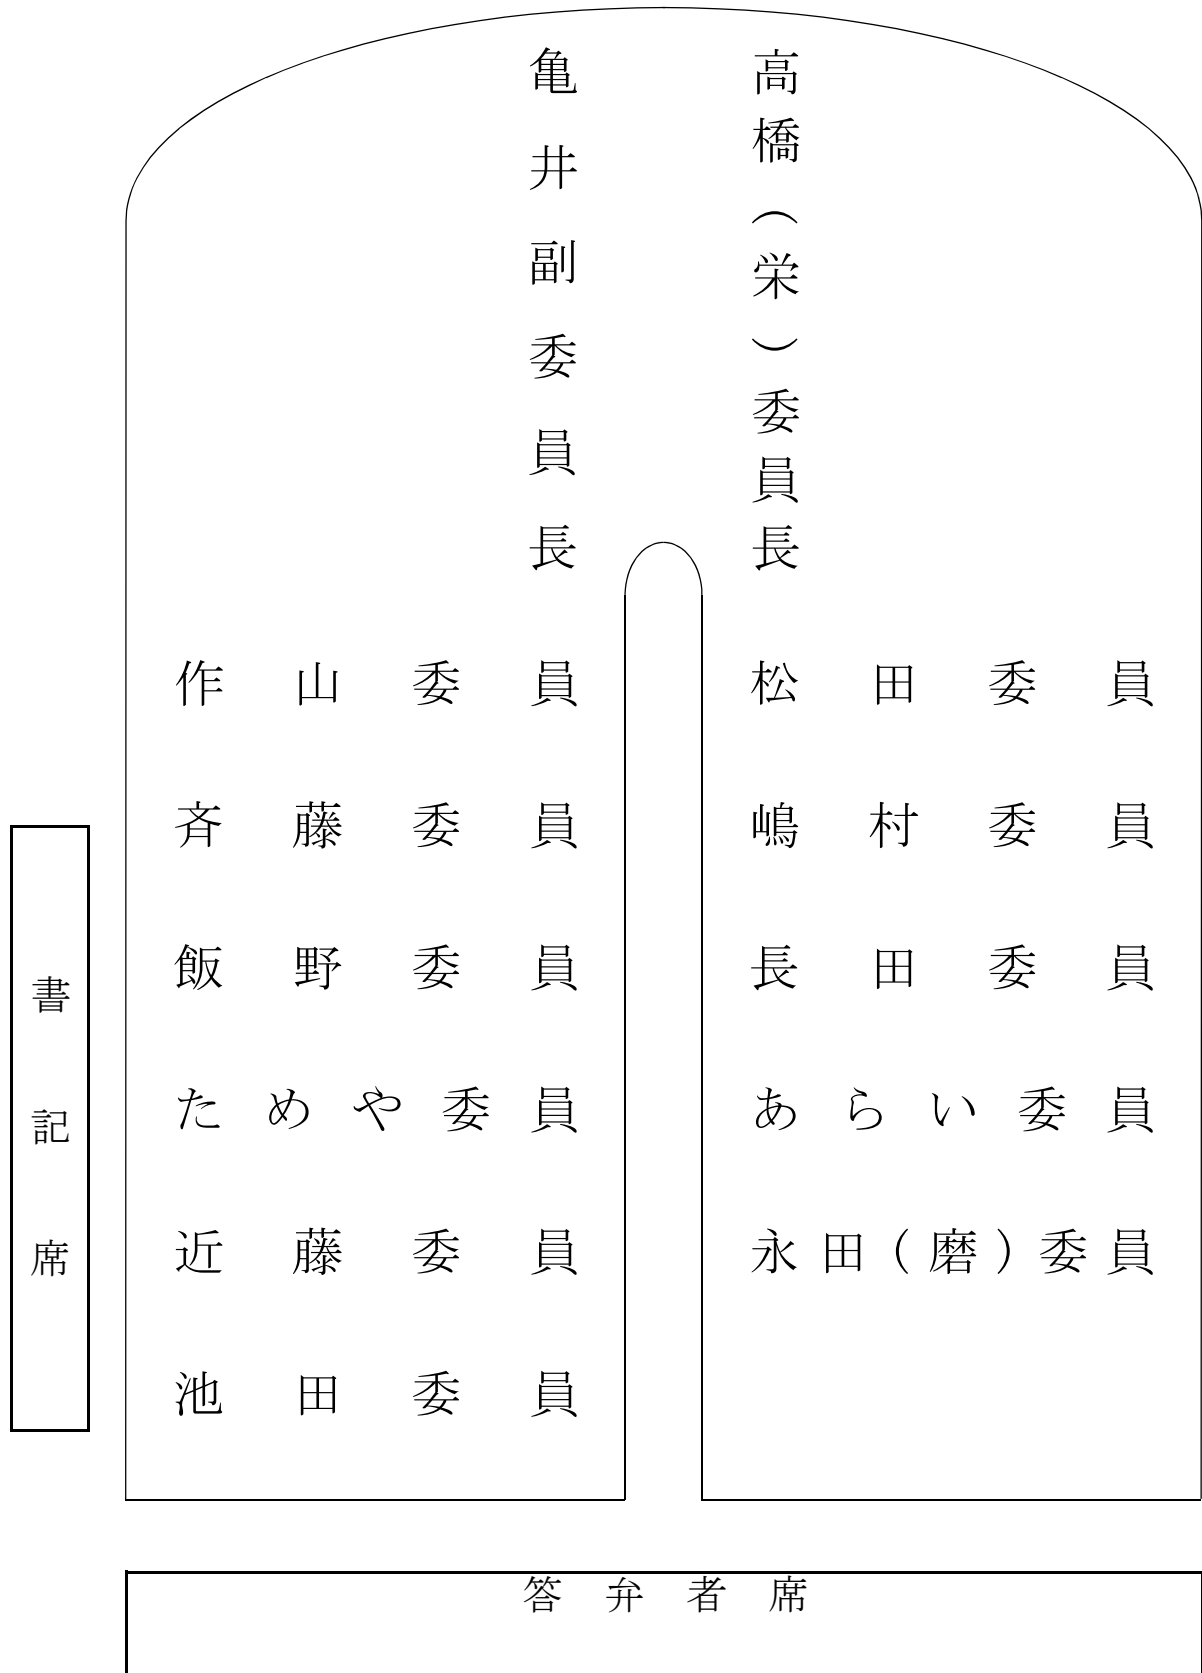 高橋（栄）委員長
亀井副委員長
作山委員
松田委員
斉藤委員
嶋村委員
飯野委員
長田委員
ためや委員
あらい委員
近藤委員
永田(磨)委員
池田委員
書記席
答弁者席